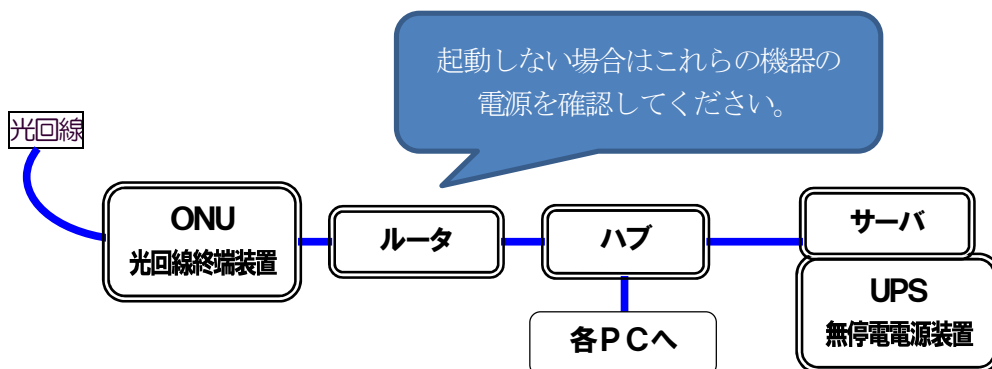 起動しない場合はこれらの機器の
電源を確認してください。
光回線
ONU
光回線終端装置
ルータ
ハブ
サーバ
UPS
無停電電源装置
各ＰＣへ